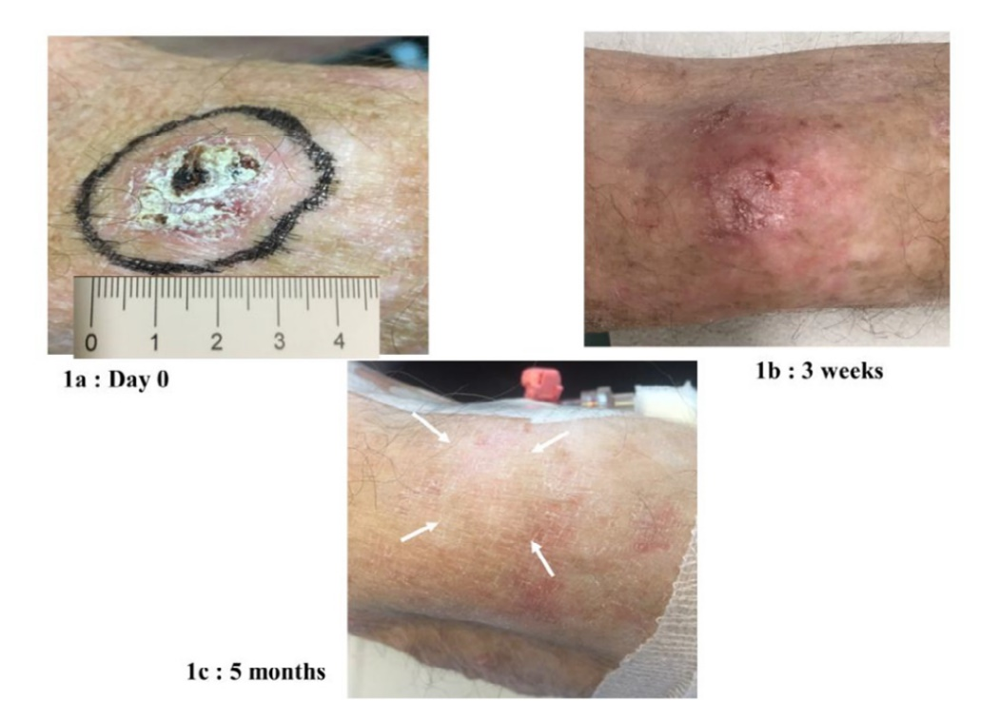 0 1 2 3 4
1a : Day 0
1b : 3 weeks
1c : 5 months